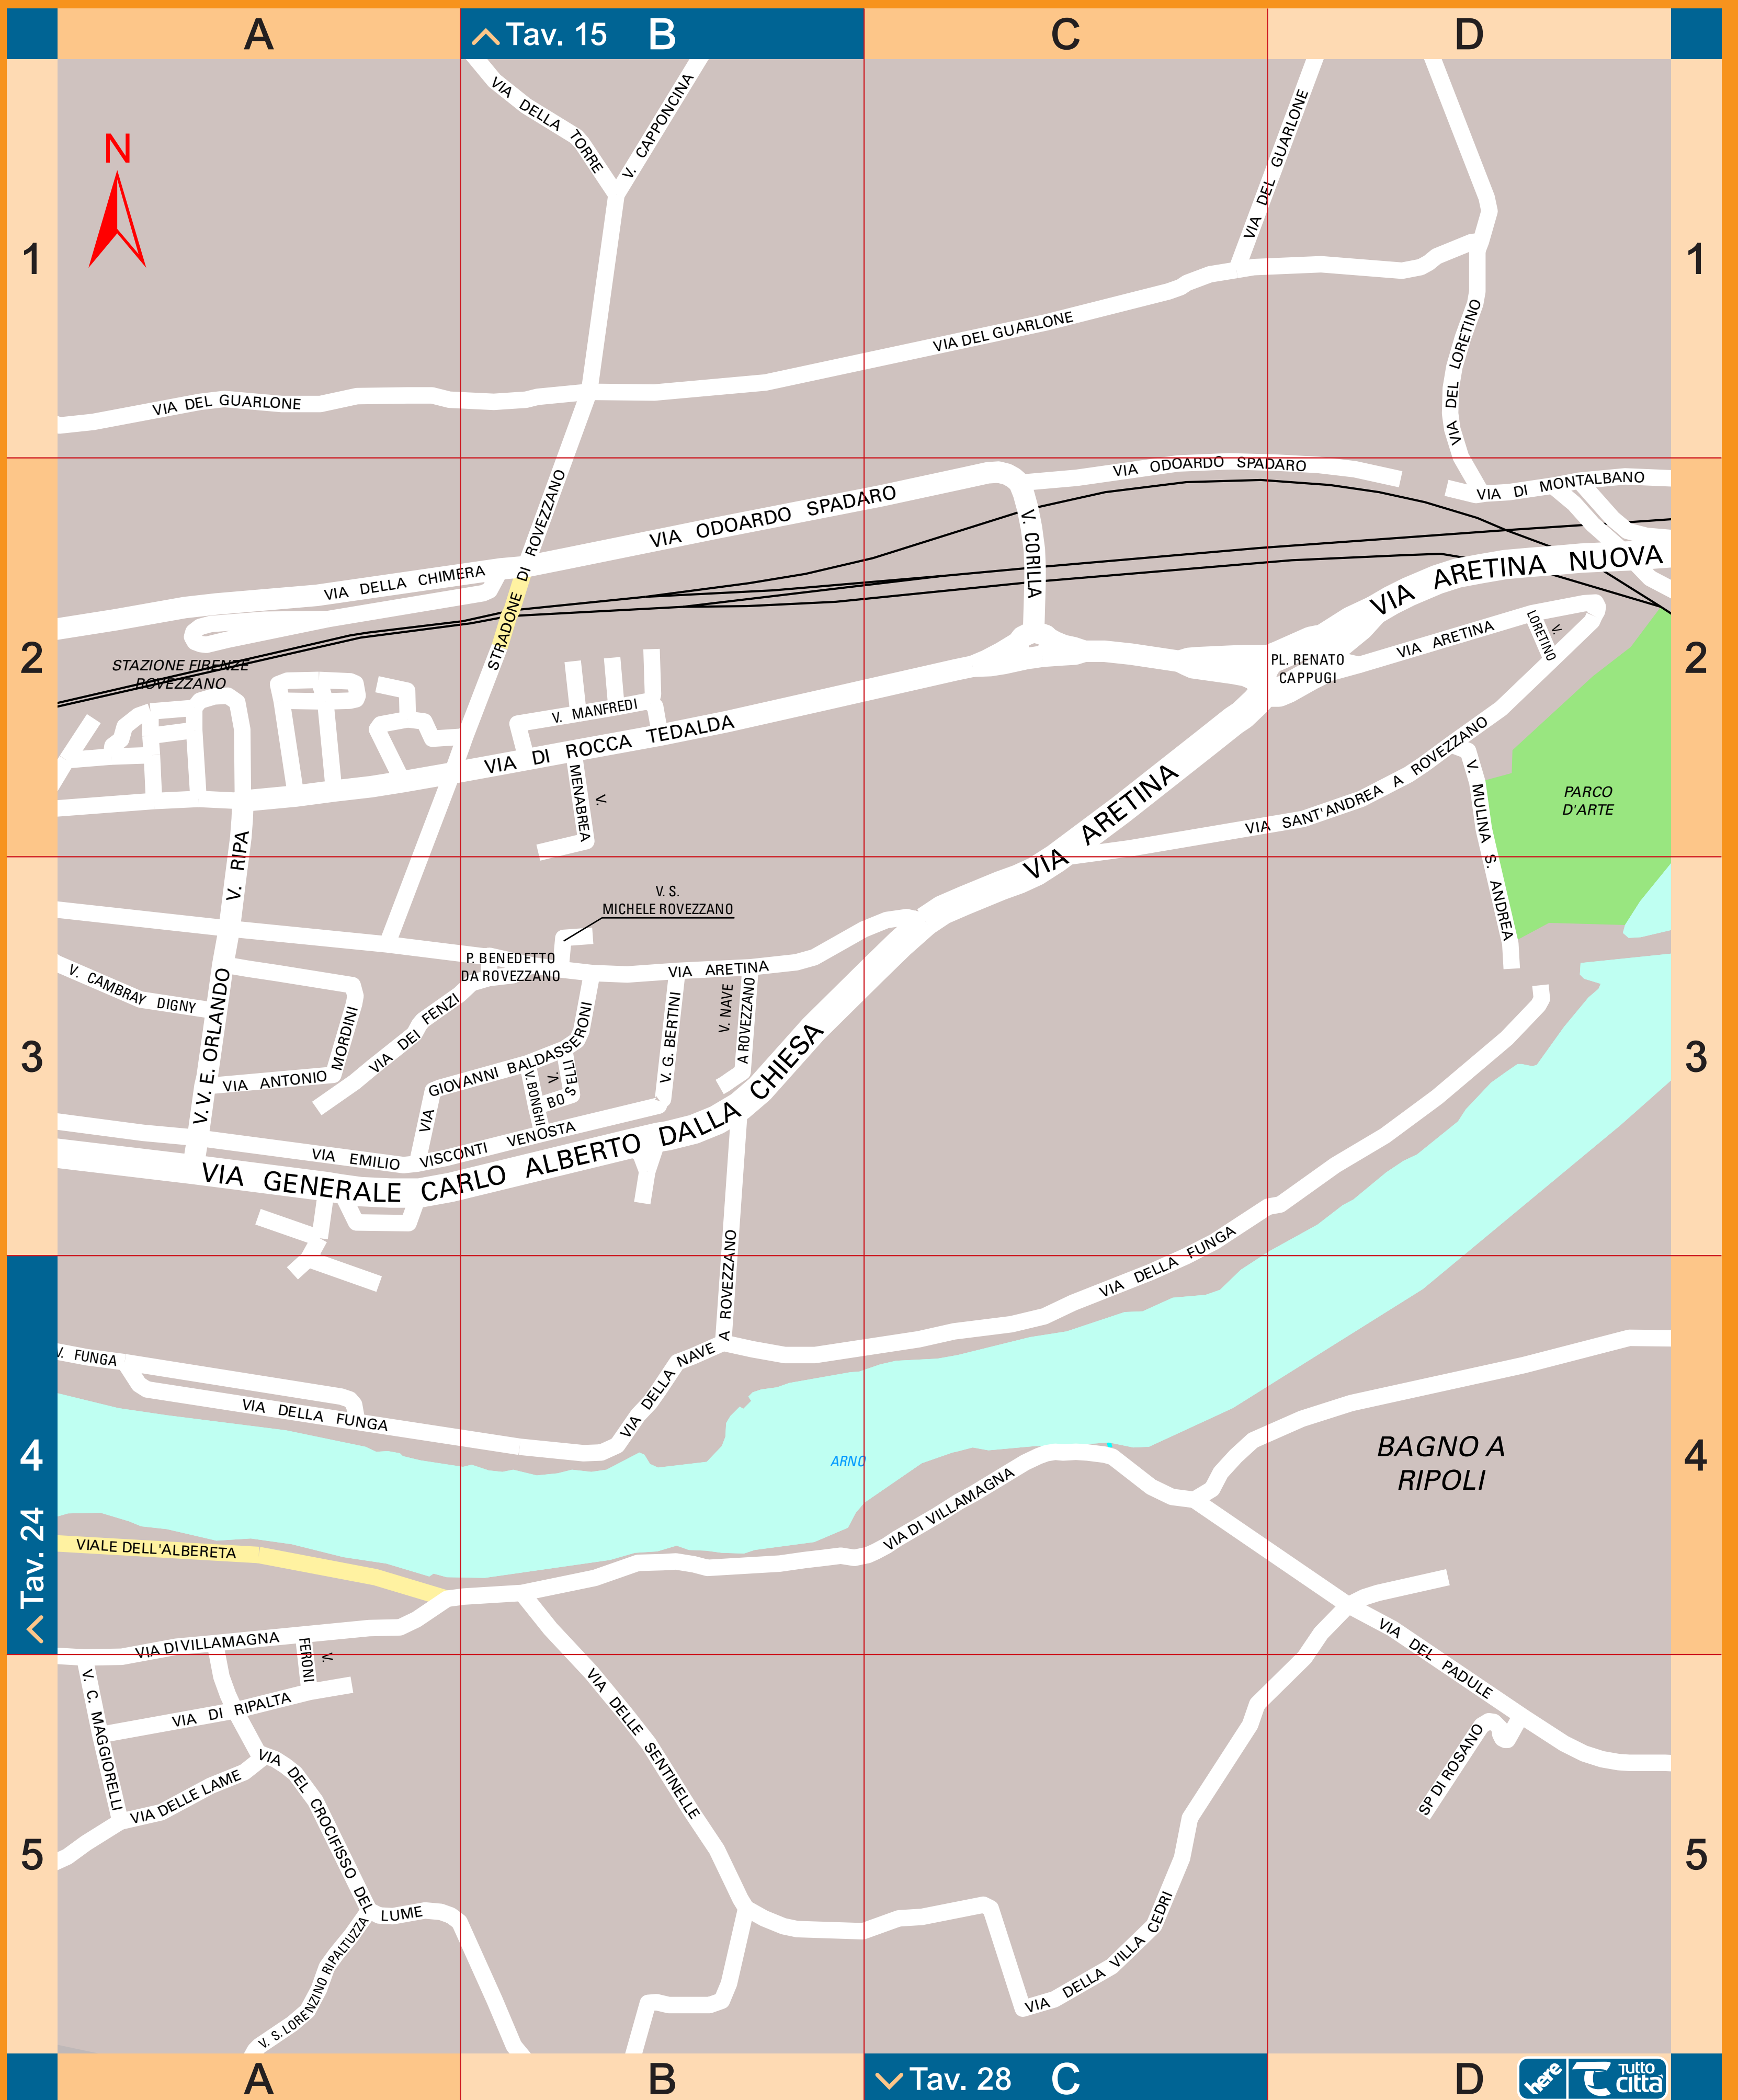 A
Tav. 15 B
C
D
N
VIA DELLA TORRE
V. CAPPONCINA
VIA DEL GUARLONE
1
1
VIA DEL LORETINO
VIA DEL GUARLONE
VIA DEL GUARLONE
STRADONE DI ROVEZZANO
VIA ODOARDO SPADARO
VIA ODOARDO SPADARO
VIA DI MONTALBANO
V. CORILLA
VIA ARETINA NUOVA
VIA DELLA CHIMERA
VIA ARETINA
V.
LORETINO
2
2
STAZIONE FIRENZE
ROVEZZANO
PL. RENATO
CAPPUGI
V. MANFREDI
VIA DI ROCCA TEDALDA
V.
MENABREA
VIA ARETINA
VIA SANT'ANDREA A ROVEZZANO
V. MULINA S. ANDREA
PARCO
D'ARTE
V. RIPA
V. S.
MICHELE ROVEZZANO
P. BENEDETTO
DA ROVEZZANO
VIA ARETINA
V. CAMBRAY DIGNY
V. V. E. ORLANDO
MORDINI
VIA ANTONIO
VIA DEI FENZI
VIA GIOVANNI BALDASSERONI
V. BONGHI
V.
BO
SELLI
V. G. BERTINI
V. NAVE
A ROVEZZANO
3
3
VIA EMILIO VISCONTI VENOSTA
VIA GENERALE CARLO ALBERTO DALLA CHIESA
VIA DELLA FUNGA
VIA DELLA NAVE A ROVEZZANO
V. FUNGA
VIA DELLA FUNGA
4
Tav. 24
4
ARNO
BAGNO A
RIPOLI
VIA DI VILLAMAGNA
VIALE DELL'ALBERETA
VIA DI VILLAMAGNA
V.
FERONI
VIA DEL PADULE
V. C. MAGGIORELLI
VIA DI RIPALTA
VIA DELLE SENTINELLE
SP DI ROSANO
VIA DELLE LAME
VIA DEL CROCIFISSO DEL LUME
5
5
V. S. LORENZINO RIPALTUZZA
VIA DELLA VILLA CEDRI
A
B
Tav. 28 C
D
here
TUTTO
Città